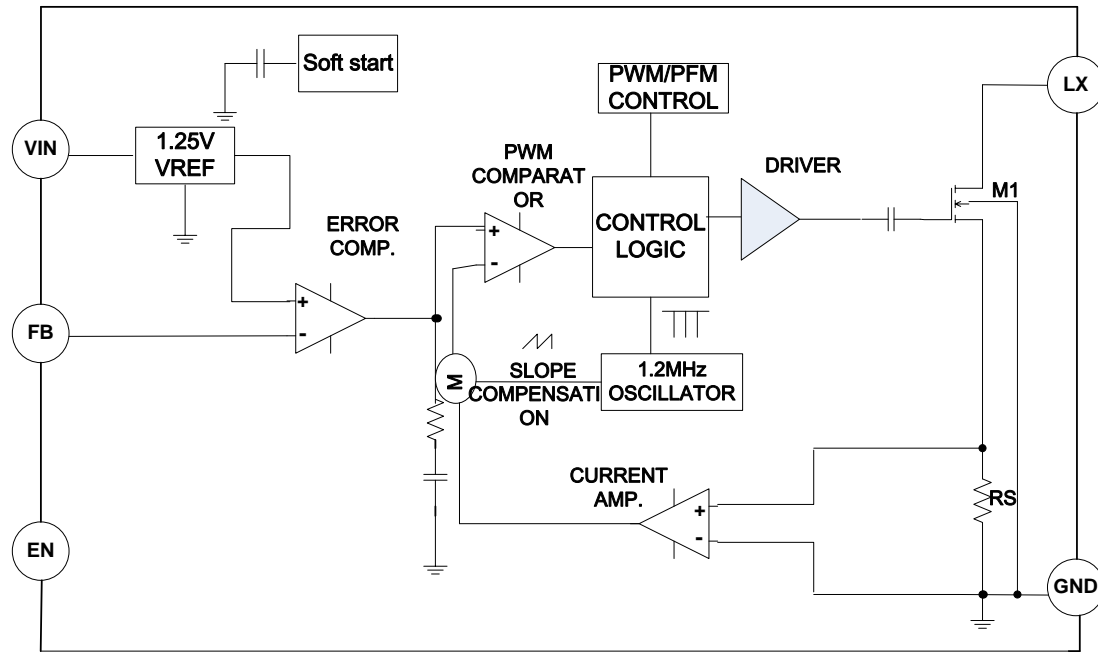 Soft start
PWM/PFM
CONTROL
LX
VIN
1.25V
VREF
PWM
COMPARAT
OR
DRIVER
M1
ERROR
COMP.
CONTROL
LOGIC
+
-
+
-
FB
M
SLOPE
COMPENSATI
ON
1.2MHz
OSCILLATOR
CURRENT
AMP.
+
-
RS
EN
GND